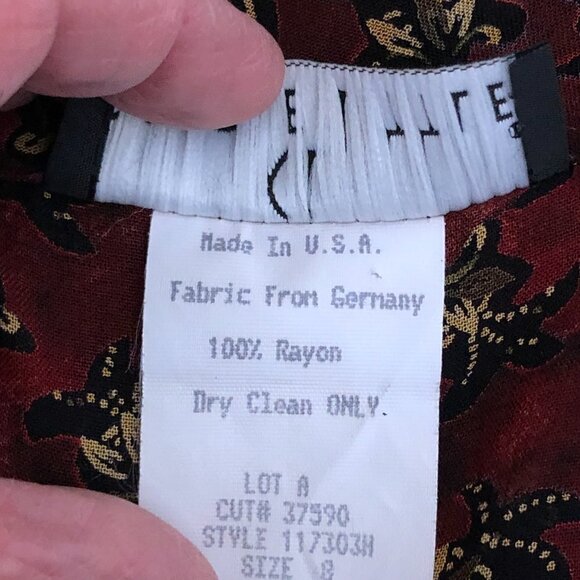 Made In U.S.A.
Fabric From Germany
100% Rayon
Dry Clean ONLY
LOT A
CUT# 37590
STYLE 117303H
SIZE 8